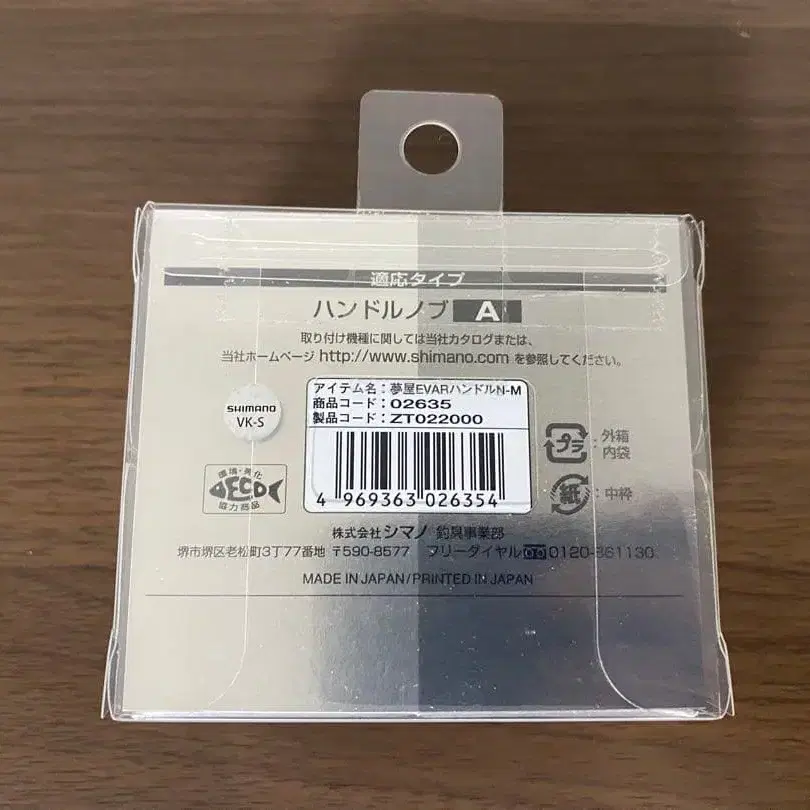 適応タイプ
ハンドルノブ A
取り付け機種に関しては当社カタログまたは、
当社ホームページ http://www.shimano.com を参照してください。
アイテム名:夢屋EVARハンドルN-M
商品コード:02635
製品コード:ZT022000
4 969363 026354
SHIMANO
VK-S
環境・美化
ECO
協力商品
プラ:外箱
内袋
紙:中枠
株式会社シマノ 釣具事業部
堺市堺区老松町3丁77番地 〒590-8577 フリーダイヤル 0120-861130
MADE IN JAPAN/PRINTED IN JAPAN